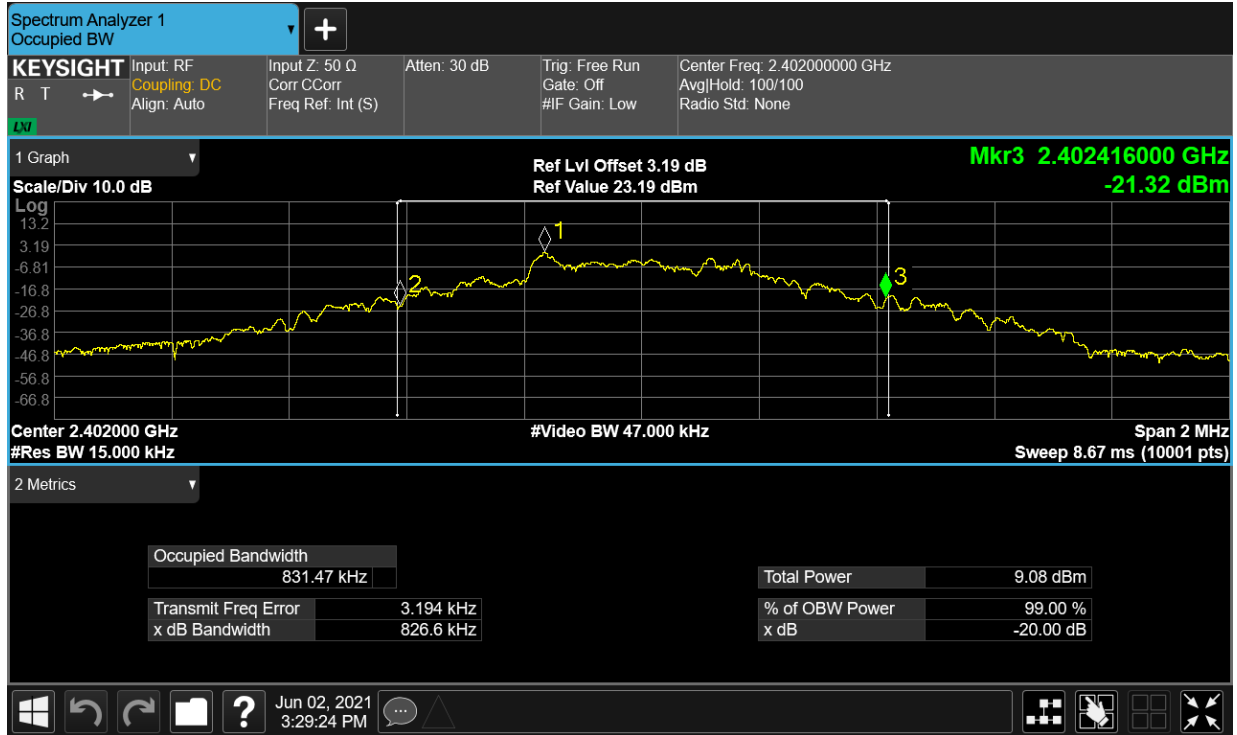 Spectrum Analyzer 1
Occupied BW
KEYSIGHT
R T
LXI
Input: RF
Coupling: DC
Align: Auto
Input Z: 50 Ω
Corr CCorr
Freq Ref: Int (S)
Atten: 30 dB
Trig: Free Run
Gate: Off
#IF Gain: Low
Center Freq: 2.402000000 GHz
Avg|Hold: 100/100
Radio Std: None
1 Graph
Scale/Div 10.0 dB
Ref Lvl Offset 3.19 dB
Ref Value 23.19 dBm
Mkr3 2.402416000 GHz
-21.32 dBm
Log
13.2
3.19
-6.81
-16.8
-26.8
-36.8
-46.8
-56.8
-66.8
1
2
3
Center 2.402000 GHz
#Video BW 47.000 kHz
Span 2 MHz
#Res BW 15.000 kHz
Sweep 8.67 ms (10001 pts)
2 Metrics
Occupied Bandwidth
831.47 kHz
Transmit Freq Error 3.194 kHz
x dB Bandwidth 826.6 kHz
Total Power 9.08 dBm
% of OBW Power 99.00 %
x dB -20.00 dB
?
Jun 02, 2021
3:29:24 PM